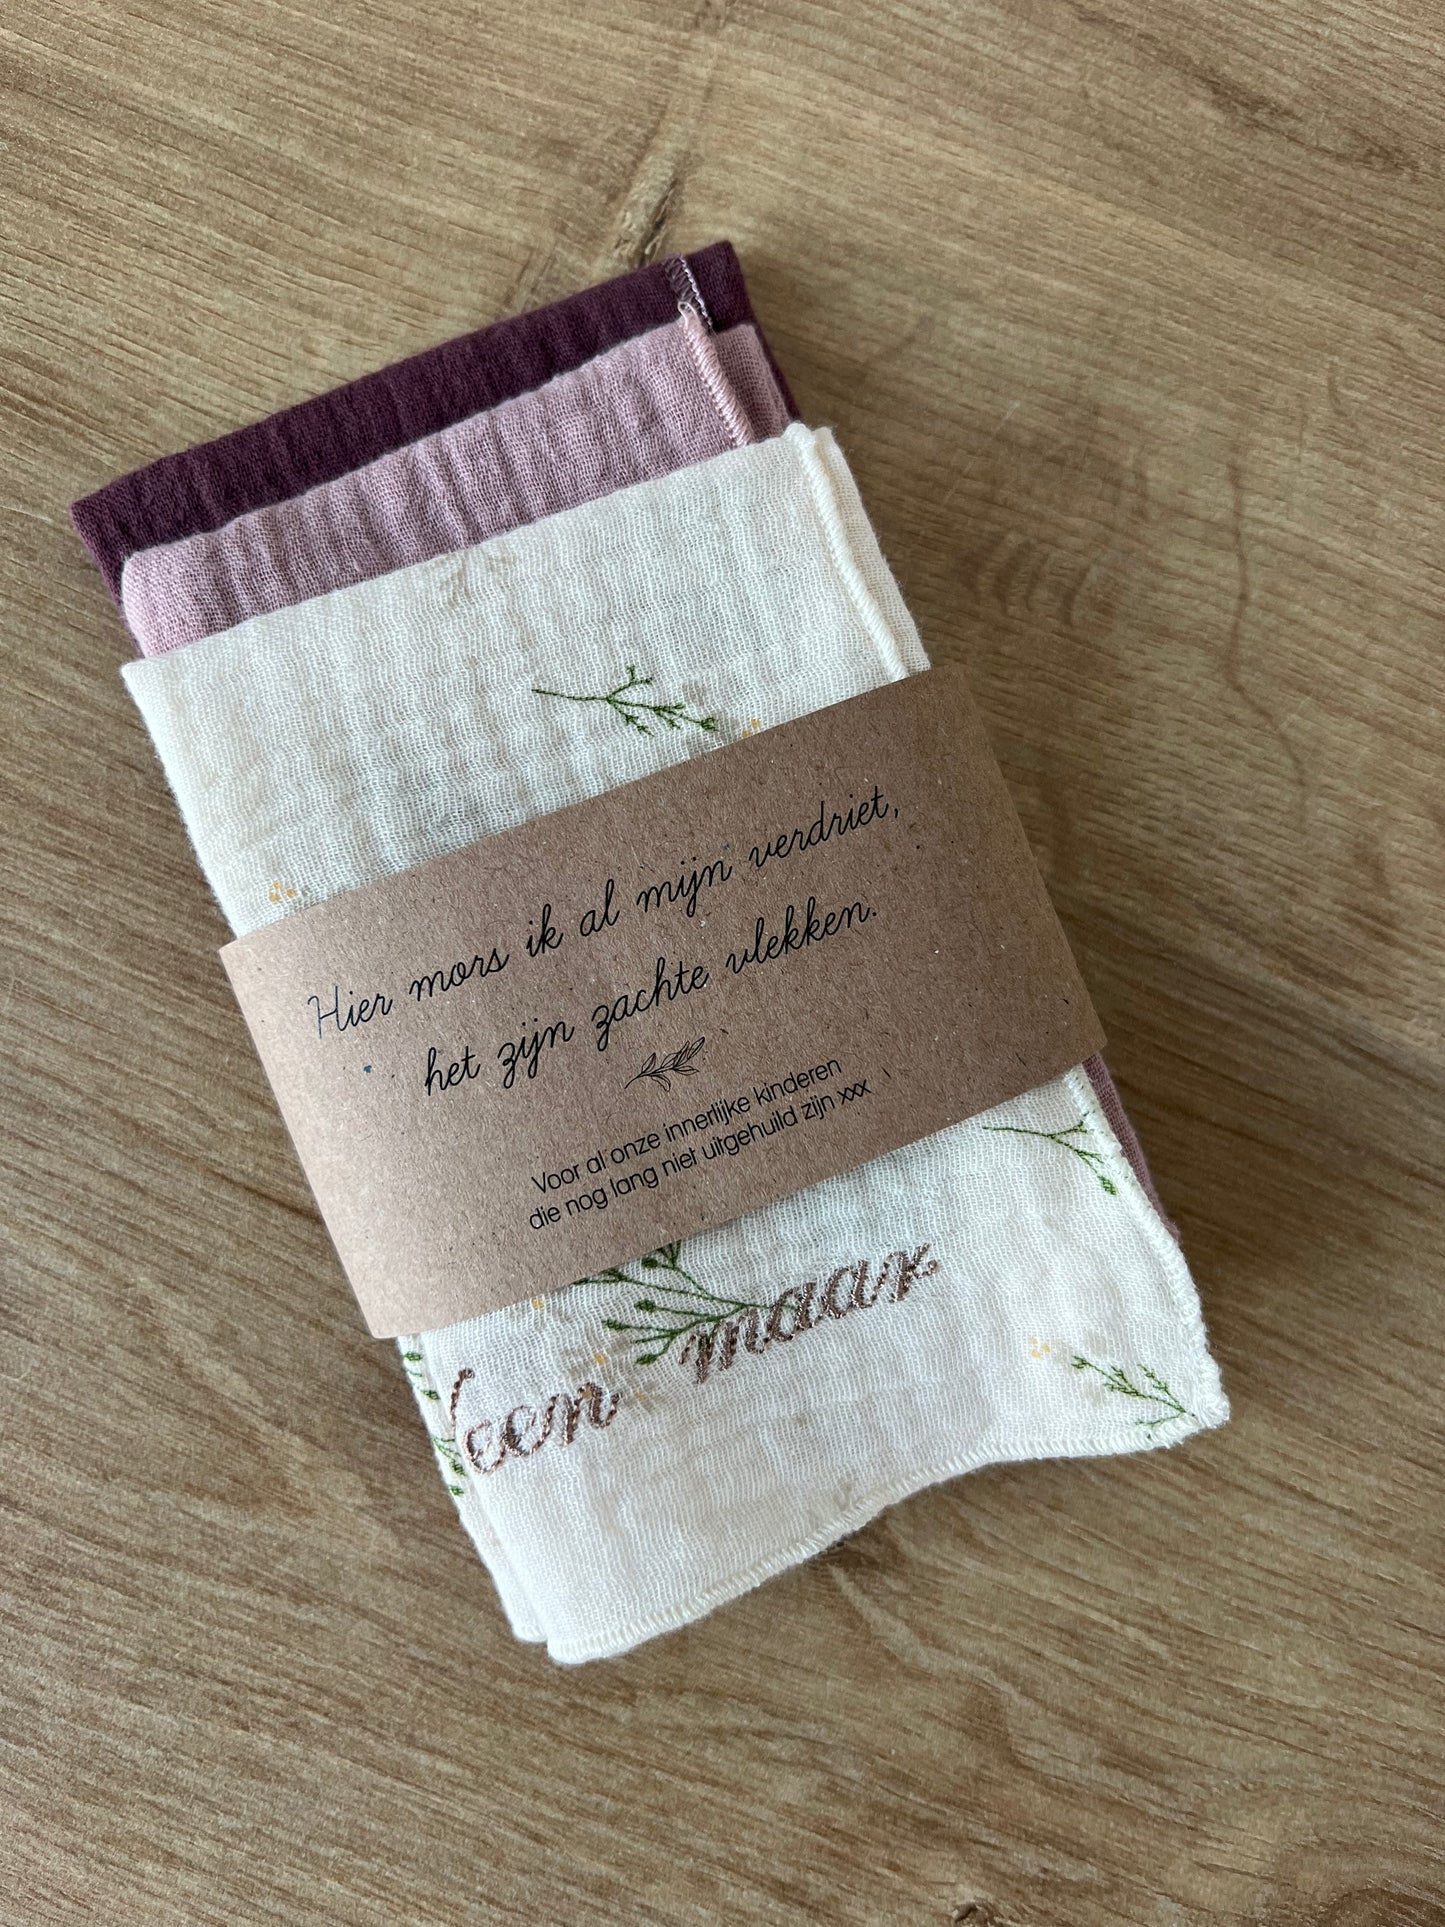 Hier mors ik al mijn verdriet,
het zijn zachte vlekken.
Voor al onze innerlijke kinderen
die nog lang niet uitgehuild zijn xxx
een maar